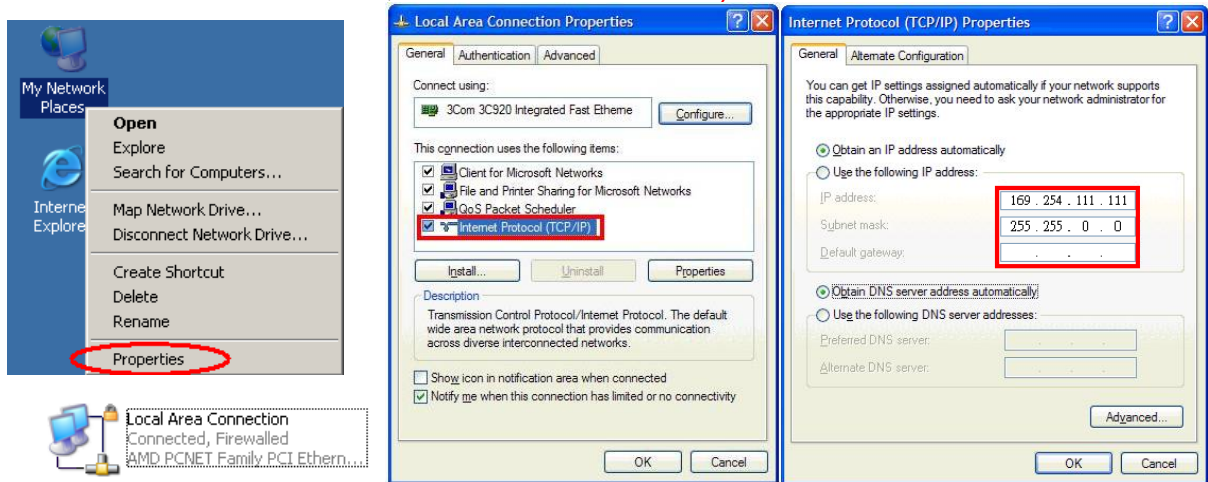 My Network
Places
Open
Explore
Search for Computers...
Interne
Explore
Map Network Drive...
Disconnect Network Drive...
Create Shortcut
Delete
Rename
Properties
Local Area Connection
Connected, Firewalled
AMD PCNET Family PCI Ethern...
Local Area Connection Properties
General Authentication Advanced
Connect using:
3Com 3C920 Integrated Fast Etherne
Configure...
This connection uses the following items:
Client for Microsoft Networks
File and Printer Sharing for Microsoft Networks
QoS Packet Scheduler
Internet Protocol (TCP/IP)
Install... Uninstall Properties
Description
Transmission Control Protocol/Internet Protocol. The default
wide area network protocol that provides communication
across diverse interconnected networks.
Show icon in notification area when connected
Notify me when this connection has limited or no connectivity
OK Cancel
Internet Protocol (TCP/IP) Properties
General Alternate Configuration
You can get IP settings assigned automatically if your network supports
this capability. Otherwise, you need to ask your network administrator for
the appropriate IP settings.
Obtain an IP address automatically
Use the following IP address:
IP address: 169 . 254 . 111 . 111
Subnet mask: 255 . 255 . 0 . 0
Default gateway: . . .
Obtain DNS server address automatically
Use the following DNS server addresses:
Preferred DNS server: . . .
Alternate DNS server: . . .
Advanced...
OK Cancel